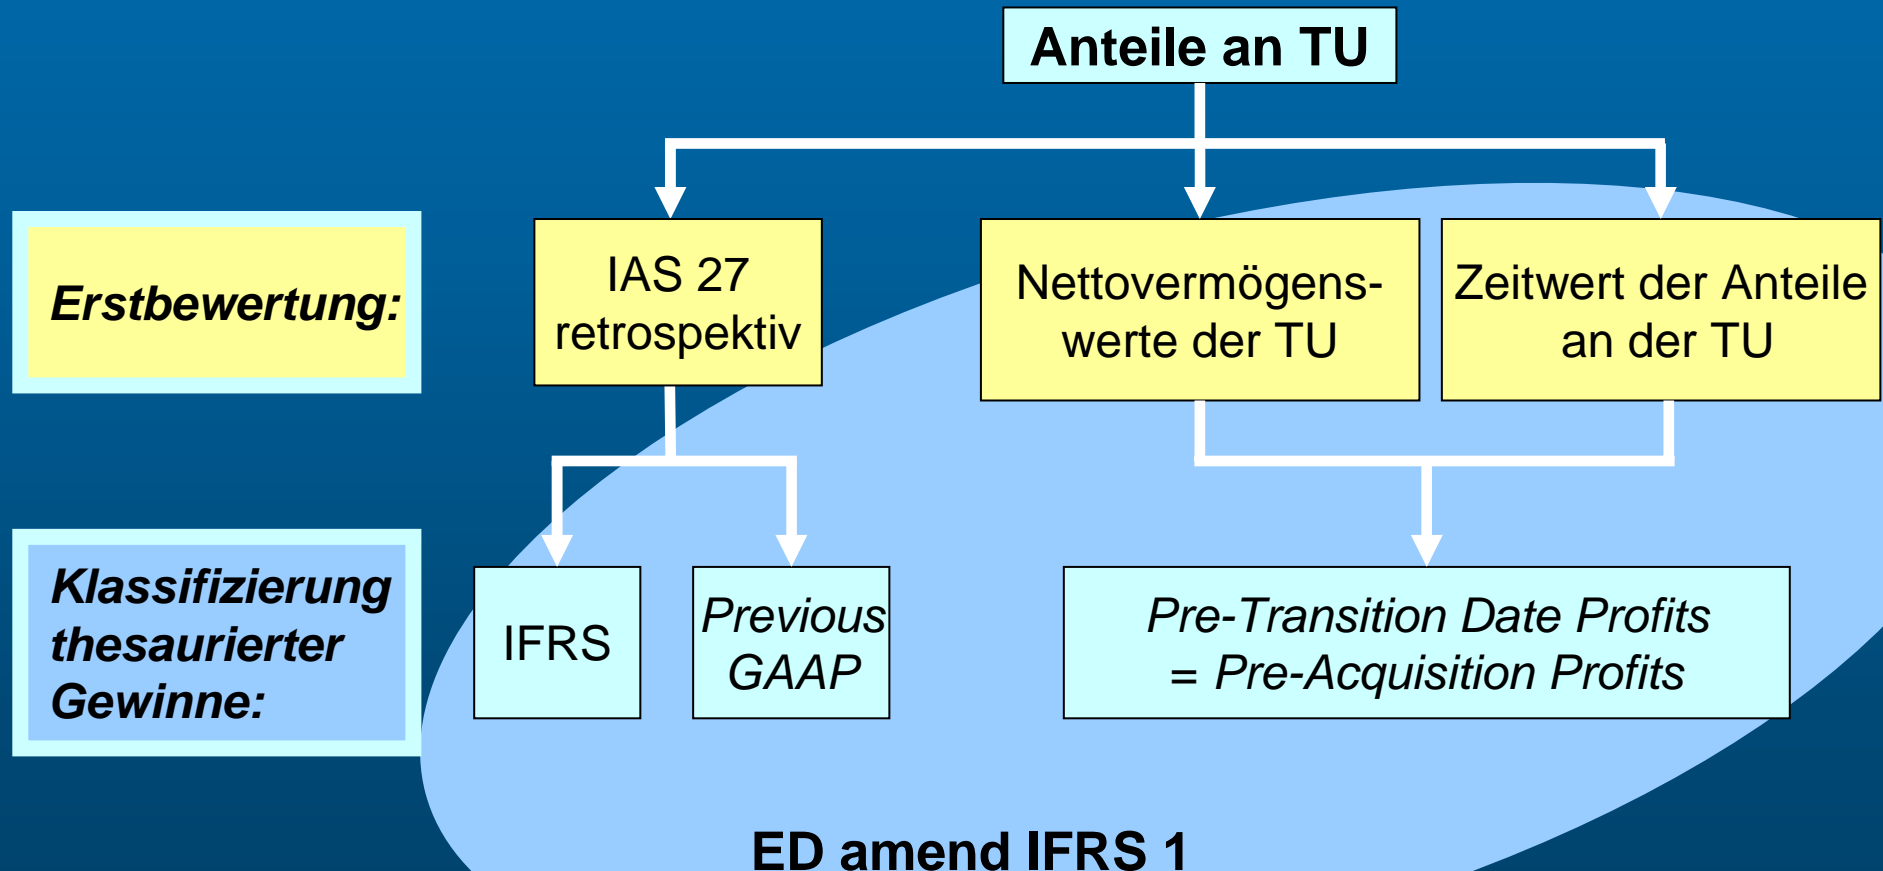 Anteile an TU
Erstbewertung:
IAS 27
retrospektiv
Nettovermögens-
werte der TU
Zeitwert der Anteile
an der TU
Klassifizierung
thesaurierter
Gewinne:
IFRS
Previous
GAAP
Pre-Transition Date Profits
= Pre-Acquisition Profits
ED amend IFRS 1